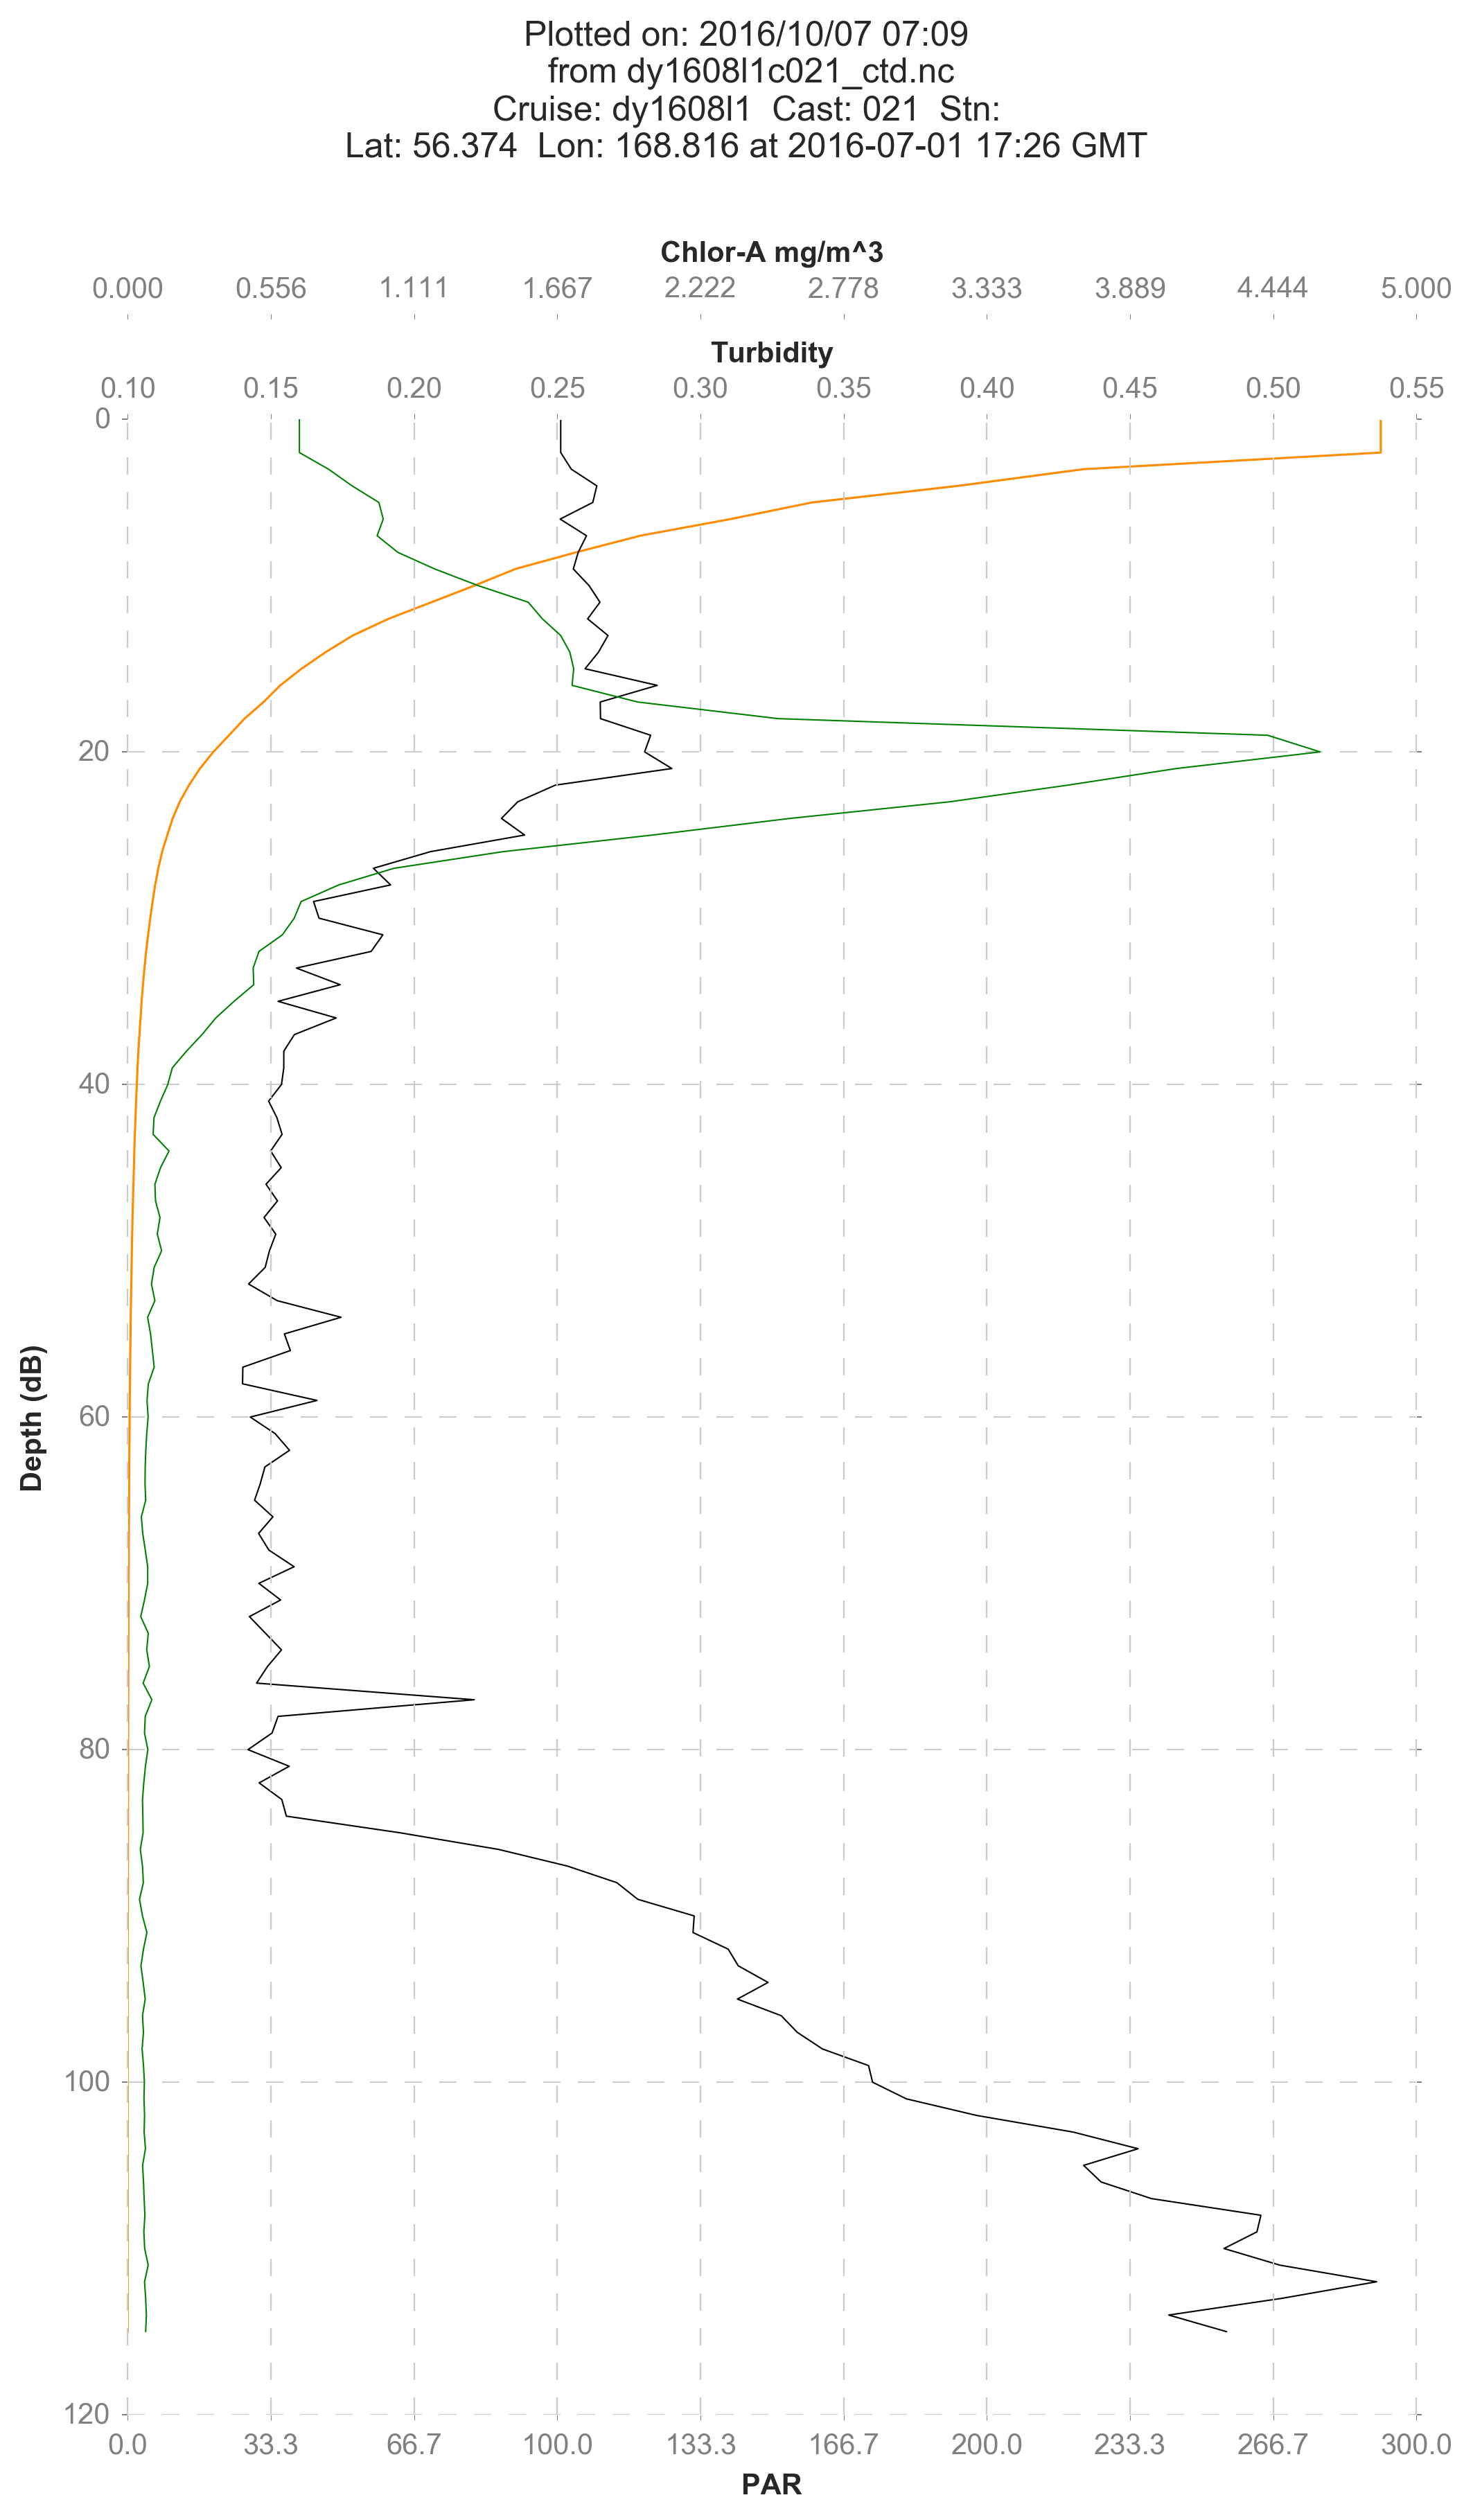 Plotted on: 2016/10/07 07:09
from dy1608l1c021_ctd.nc
Cruise: dy1608l1  Cast: 021  Stn:
Lat: 56.374  Lon: 168.816 at 2016-07-01 17:26 GMT
Chlor-A mg/m^3
0.000 0.556 1.111 1.667 2.222 2.778 3.333 3.889 4.444 5.000
Turbidity
0.10 0.15 0.20 0.25 0.30 0.35 0.40 0.45 0.50 0.55
0
20
40
60
80
100
120
Depth (dB)
0.0 33.3 66.7 100.0 133.3 166.7 200.0 233.3 266.7 300.0
PAR